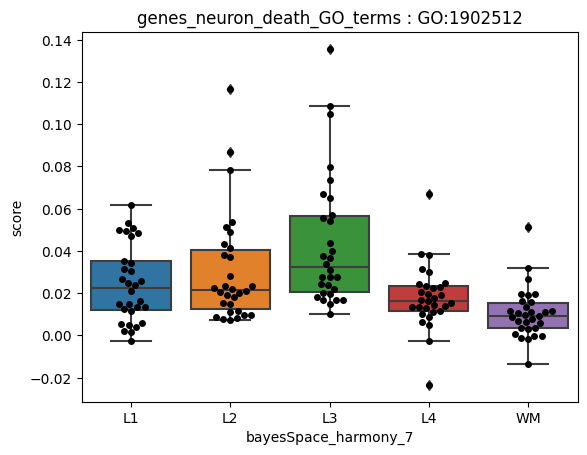 genes_neuron_death_GO_terms : GO:1902512
0.14
0.12
0.10
0.08
0.06
0.04
0.02
0.00
−0.02
score
L1 L2 L3 L4 WM
bayesSpace_harmony_7